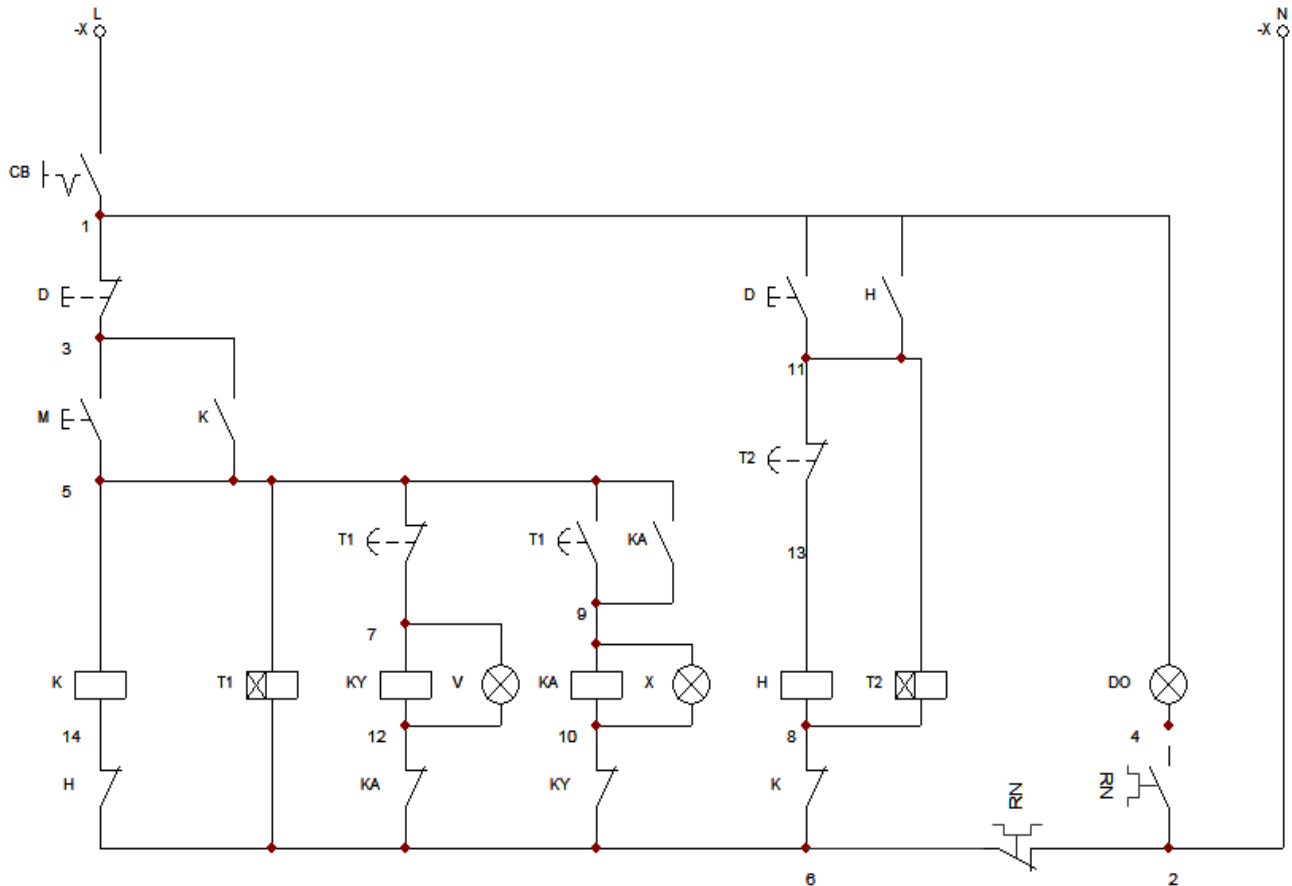 L N
-X -X
CB
1
D D H
3
11
M K
T2
5
T1 T1 KA
13
9
7
K T1 KY V KA X H T2 DO
14 12 10 8 4
H KA KY K RN RN
6 2